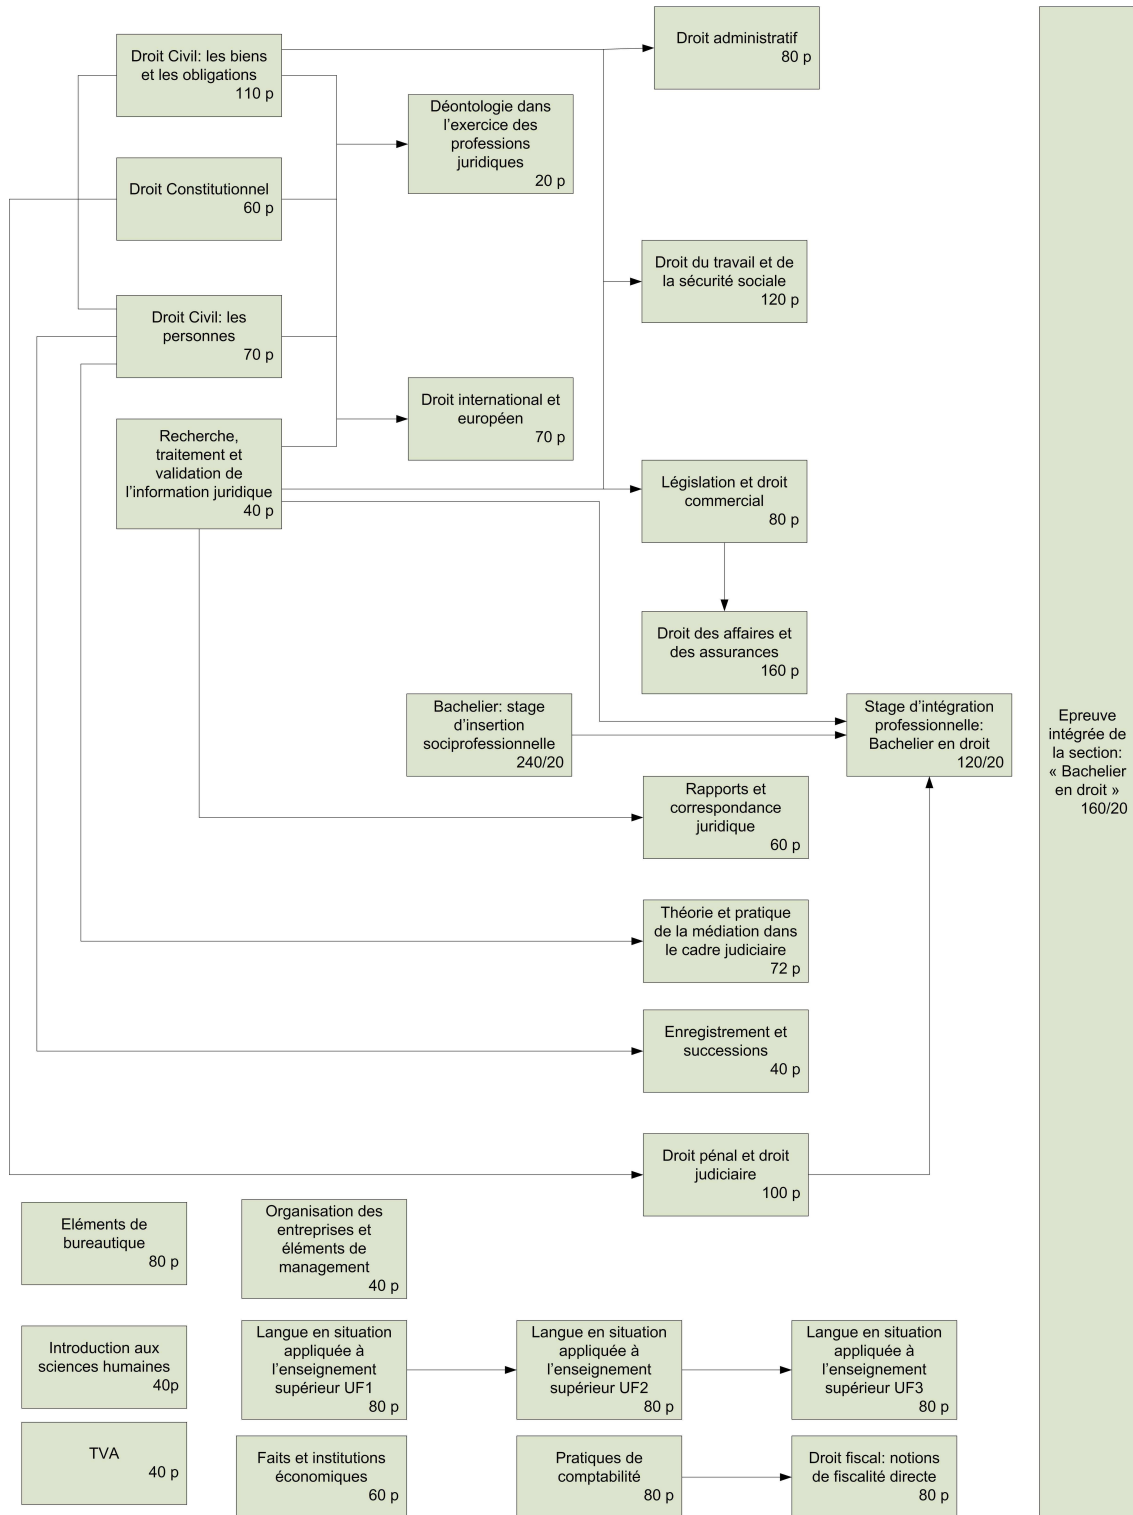 Droit administratif
80 p
Droit Civil: les biens
et les obligations
110 p
Déontologie dans
l’exercice des
professions
juridiques
20 p
Droit Constitutionnel
60 p
Droit du travail et de
la sécurité sociale
120 p
Droit Civil: les
personnes
70 p
Droit international et
européen
70 p
Recherche,
traitement et
validation de
l’information juridique
40 p
Législation et droit
commercial
80 p
Droit des affaires et
des assurances
160 p
Bachelier: stage
d’insertion
sociprofessionnelle
240/20
Stage d’intégration
professionnelle:
Bachelier en droit
120/20
Epreuve
intégrée de
la section:
« Bachelier
en droit »
160/20
Rapports et
correspondance
juridique
60 p
Théorie et pratique
de la médiation dans
le cadre judiciaire
72 p
Enregistrement et
successions
40 p
Droit pénal et droit
judiciaire
100 p
Eléments de
bureautique
80 p
Organisation des
entreprises et
éléments de
management
40 p
Introduction aux
sciences humaines
40p
Langue en situation
appliquée à
l’enseignement
supérieur UF1
80 p
Langue en situation
appliquée à
l’enseignement
supérieur UF2
80 p
Langue en situation
appliquée à
l’enseignement
supérieur UF3
80 p
TVA
40 p
Faits et institutions
économiques
60 p
Pratiques de
comptabilité
80 p
Droit fiscal: notions
de fiscalité directe
80 p